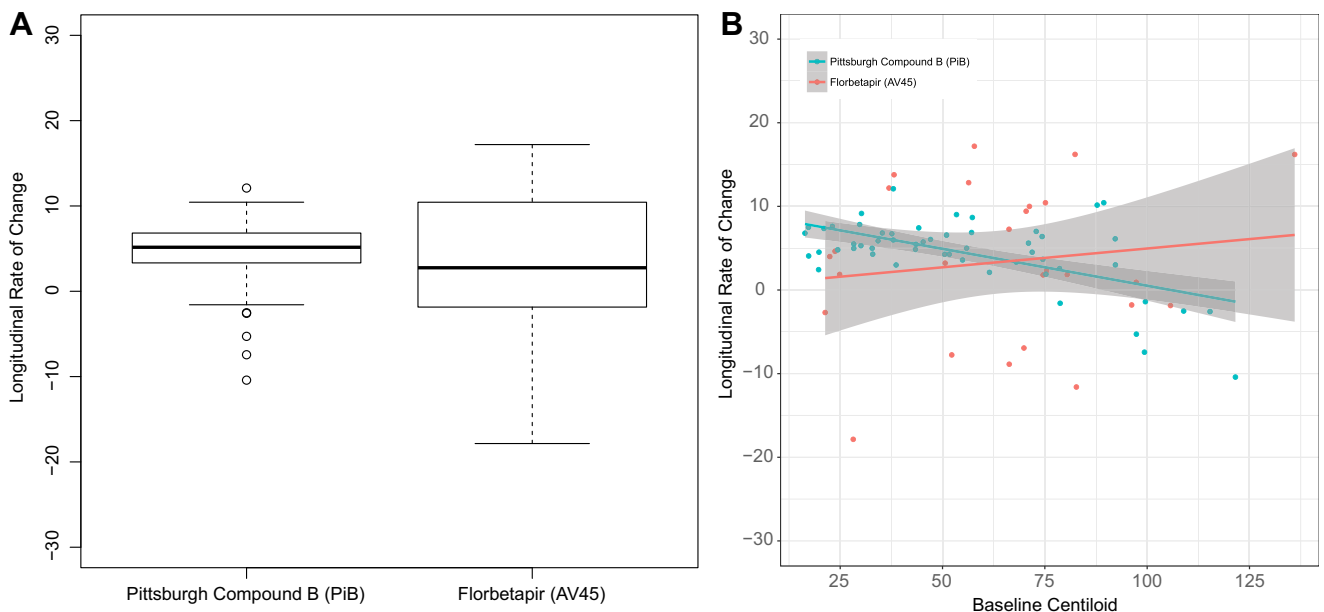 A
Longitudinal Rate of Change
30
20
10
0
−10
−20
−30
Pittsburgh Compound B (PiB)
Florbetapir (AV45)
B
Longitudinal Rate of Change
30
20
10
0
−10
−20
−30
Pittsburgh Compound B (PiB)
Florbetapir (AV45)
25
50
75
100
125
Baseline Centiloid